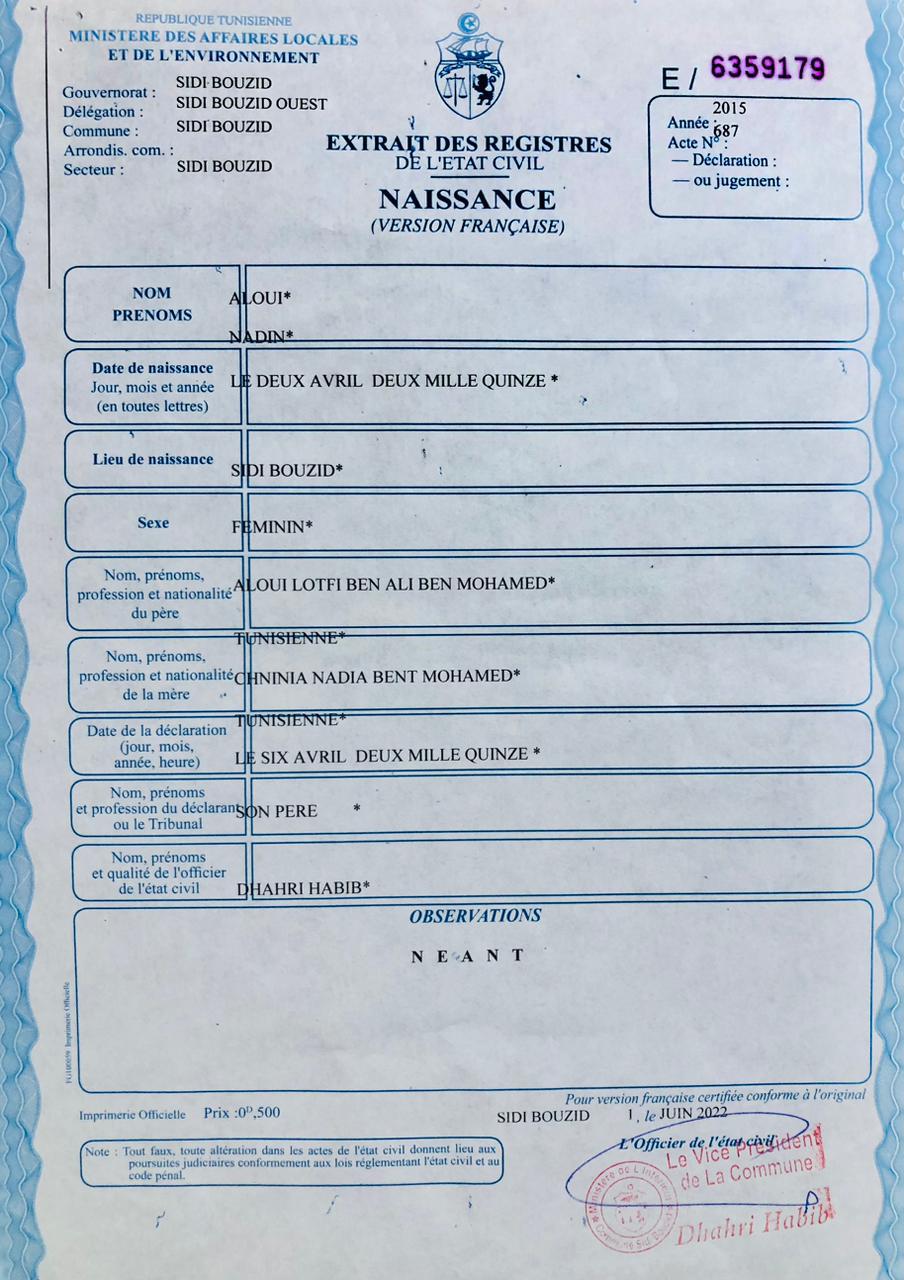 REPUBLIQUE TUNISIENNE
MINISTERE DES AFFAIRES LOCALES
ET DE L'ENVIRONNEMENT
Gouvernorat : SIDI BOUZID
Délégation : SIDI BOUZID OUEST
Commune : SIDI BOUZID
Arrondis. com. :
Secteur : SIDI BOUZID
EXTRAIT DES REGISTRES
DE L'ETAT CIVIL
NAISSANCE
(VERSION FRANÇAISE)
E / 6359179
Année : 2015
Acte N° : 687
— Déclaration :
— ou jugement :
NOM
PRENOMS
ALOUI*
NADIN*
Date de naissance
Jour, mois et année
(en toutes lettres)
LE DEUX AVRIL DEUX MILLE QUINZE *
Lieu de naissance
SIDI BOUZID*
Sexe
FEMININ*
Nom, prénoms,
profession et nationalité
du père
ALOUI LOTFI BEN ALI BEN MOHAMED*
TUNISIENNE*
Nom, prénoms,
profession et nationalité
de la mère
CHNINIA NADIA BENT MOHAMED*
TUNISIENNE*
Date de la déclaration
(jour, mois,
année, heure)
LE SIX AVRIL DEUX MILLE QUINZE *
Nom, prénoms
et profession du déclarant
ou le Tribunal
SON PERE *
Nom, prénoms
et qualité de l'officier
de l'état civil
DHAHRI HABIB*
OBSERVATIONS
N E A N T
Imprimerie Officielle
Imprimerie Officielle Prix :0ᴰ,500
Pour version française certifiée conforme à l'original
SIDI BOUZID 1, le JUIN 2022
L'Officier de l'état civil
Note : Tout faux, toute altération dans les actes de l'état civil donnent lieu aux
poursuites judiciaires conformement aux lois réglementant l'état civil et au
code pénal.
Le Vice Président
de La Commune
Dhahri Habib